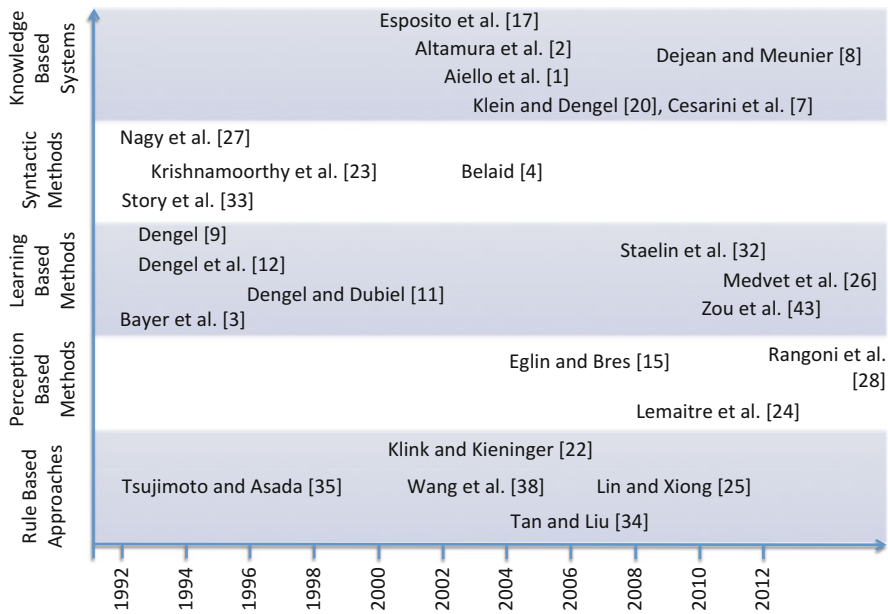 Knowledge
Based
Systems
Esposito et al. [17]
Altamura et al. [2]
Dejean and Meunier [8]
Aiello et al. [1]
Klein and Dengel [20], Cesarini et al. [7]
Syntactic
Methods
Nagy et al. [27]
Krishnamoorthy et al. [23]
Belaid [4]
Story et al. [33]
Learning
Based
Methods
Dengel [9]
Staelin et al. [32]
Dengel et al. [12]
Medvet et al. [26]
Dengel and Dubiel [11]
Zou et al. [43]
Bayer et al. [3]
Perception
Based
Methods
Eglin and Bres [15]
Rangoni et al.
[28]
Lemaitre et al. [24]
Rule Based
Approaches
Klink and Kieninger [22]
Tsujimoto and Asada [35]
Wang et al. [38]
Lin and Xiong [25]
Tan and Liu [34]
1992
1994
1996
1998
2000
2002
2004
2006
2008
2010
2012